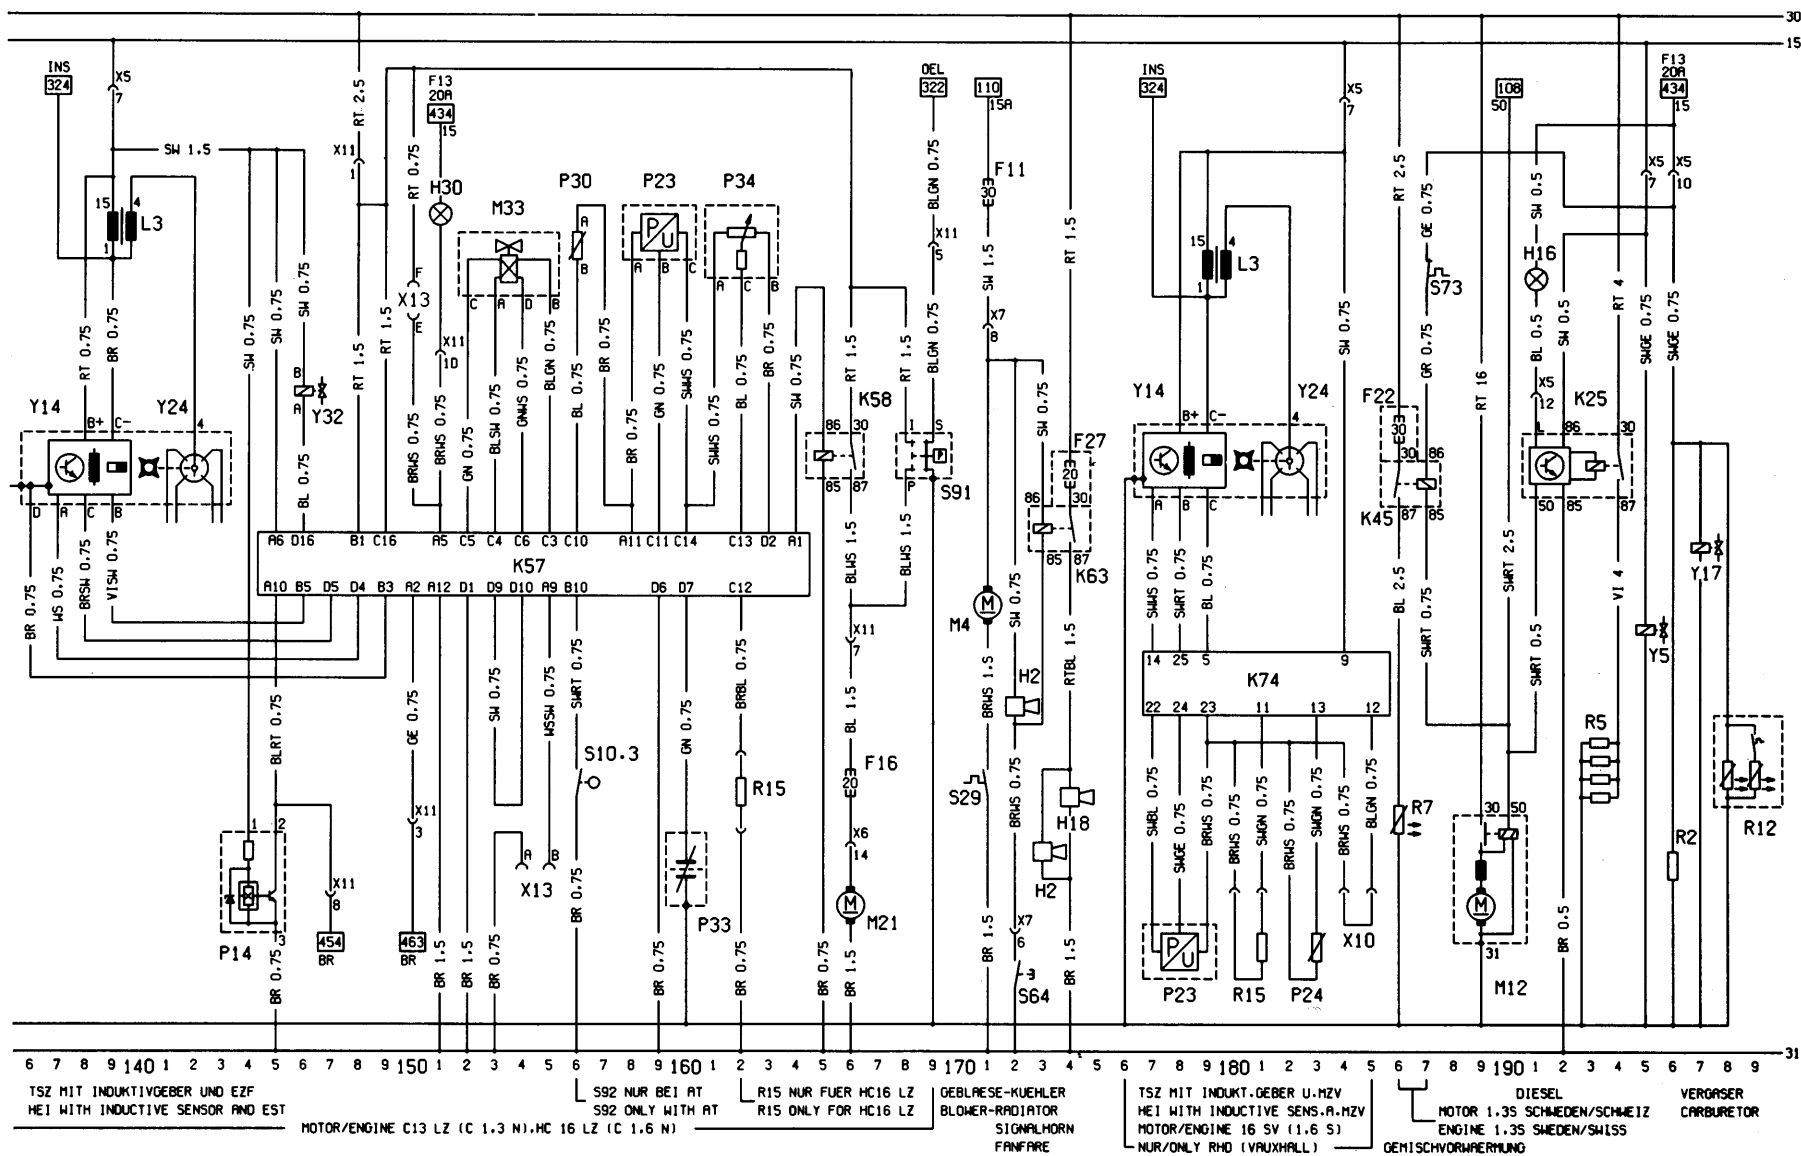 30
15
INS
324
X5
7
RT 2.5
F13
20A
434
15
OEL
322
110
15A
INS
324
X5
7
108
50
F13
20A
434
15
SW 1.5
X11
1
RT 0.75
H30
P30
P23
P34
BLGN 0.75
F11
30
RT 2.5
GE 0.75
SW 0.5
X5
7
X5
10
15
4
L3
1
M33
A
B
P
U
A
B
C
A
C
B
X11
5
SW 1.5
RT 1.5
15
4
L3
1
S73
H16
SW 0.75
SW 0.75
SW 0.75
SW 0.75
F
X13
E
C
A
D
B
RT 0.75
BR 0.75
RT 1.5
RT 1.5
X11
10
X7
8
SW 0.75
GR 0.75
BL 0.5
SW 0.5
RT 4
SWGE 0.75
SWGE 0.75
B
A
Y32
BRWS 0.75
BRWS 0.75
GN 0.75
BLSW 0.75
GNWS 0.75
BLGN 0.75
BL 0.75
BR 0.75
BR 0.75
GN 0.75
SWWS 0.75
SWWS 0.75
BL 0.75
BR 0.75
SW 0.75
RT 1.5
RT 1.5
BLGN 0.75
K58
86
30
85
87
I
S
P
P
S91
SW 0.75
F27
20
RT 16
X5
12
K25
Y14
B+
C-
Y24
4
D
A
C
B
BL 0.75
BLWS 1.5
BLWS 1.5
86
30
85
87
K63
Y14
B+
C-
Y24
4
A
B
C
F22
30
30
86
K45
87
85
L
86
30
50
85
87
A6 D16 B1 C16 A5 C5 C4 C6 C3 C10 A11 C11 C14 C13 D2 A1
K57
A10 B5 D5 D4 B3 A2 A12 D1 D9 D10 A9 B10 D6 D7 C12
BR 0.75
WS 0.75
BRSW 0.75
VISW 0.75
M
M4
SW 0.75
SWWS 0.75
SWRT 0.75
BL 0.75
BL 2.5
SWRT 0.75
SWRT 2.5
SWRT 0.5
VI 4
Y17
Y5
X11
7
H2
RTBL 1.5
14 25 5 9
K74
22 24 23 11 13 12
BLRT 0.75
GE 0.75
SW 0.75
WSSW 0.75
SWRT 0.75
GN 0.75
BRBL 0.75
BL 1.5
BRWS 1.5
S10.3
F16
20
R15
S29
BRWS 0.75
H18
H2
SWBL 0.75
SWGE 0.75
BRWS 0.75
BRWS 0.75
SWGN 0.75
BRWS 0.75
SWGN 0.75
BRWS 0.75
BLGN 0.75
R7
R5
R2
R12
1
2
3
P14
X11
8
454
BR
X11
3
463
BR
A
B
X13
BR 0.75
P33
X6
14
M
M21
X7
6
S64
P
U
P23
R15
P24
X10
30
50
M
31
M12
BR 0.75
BR 1.5
BR 1.5
BR 0.75
BR 0.75
BR 0.75
BR 0.75
BR 1.5
BR 1.5
BR 1.5
BR 0.5
31
6 7 8 9 140 1 2 3 4 5 6 7 8 9 150 1 2 3 4 5 6 7 8 9 160 1 2 3 4 5 6 7 8 9 170 1 2 3 4 5 6 7 8 9 180 1 2 3 4 5 6 7 8 9 190 1 2 3 4 5 6 7 8 9
TSZ MIT INDUKTIVGEBER UND EZF
HEI WITH INDUCTIVE SENSOR AND EST
S92 NUR BEI AT
S92 ONLY WITH AT
R15 NUR FUER HC16 LZ
R15 ONLY FOR HC16 LZ
MOTOR/ENGINE C13 LZ (C 1.3 N).HC 16 LZ (C 1.6 N)
GEBLAESE-KUEHLER
BLOWER-RADIATOR
SIGNALHORN
FANFARE
TSZ MIT INDUKT.GEBER U.MZV
HEI WITH INDUCTIVE SENS.A.MZV
MOTOR/ENGINE 16 SV (1.6 S)
NUR/ONLY RHD (VAUXHALL)
DIESEL
MOTOR 1.3S SCHWEDEN/SCHWEIZ
ENGINE 1.3S SWEDEN/SWISS
GEMISCHVORWAERMUNG
VERGASER
CARBURETOR